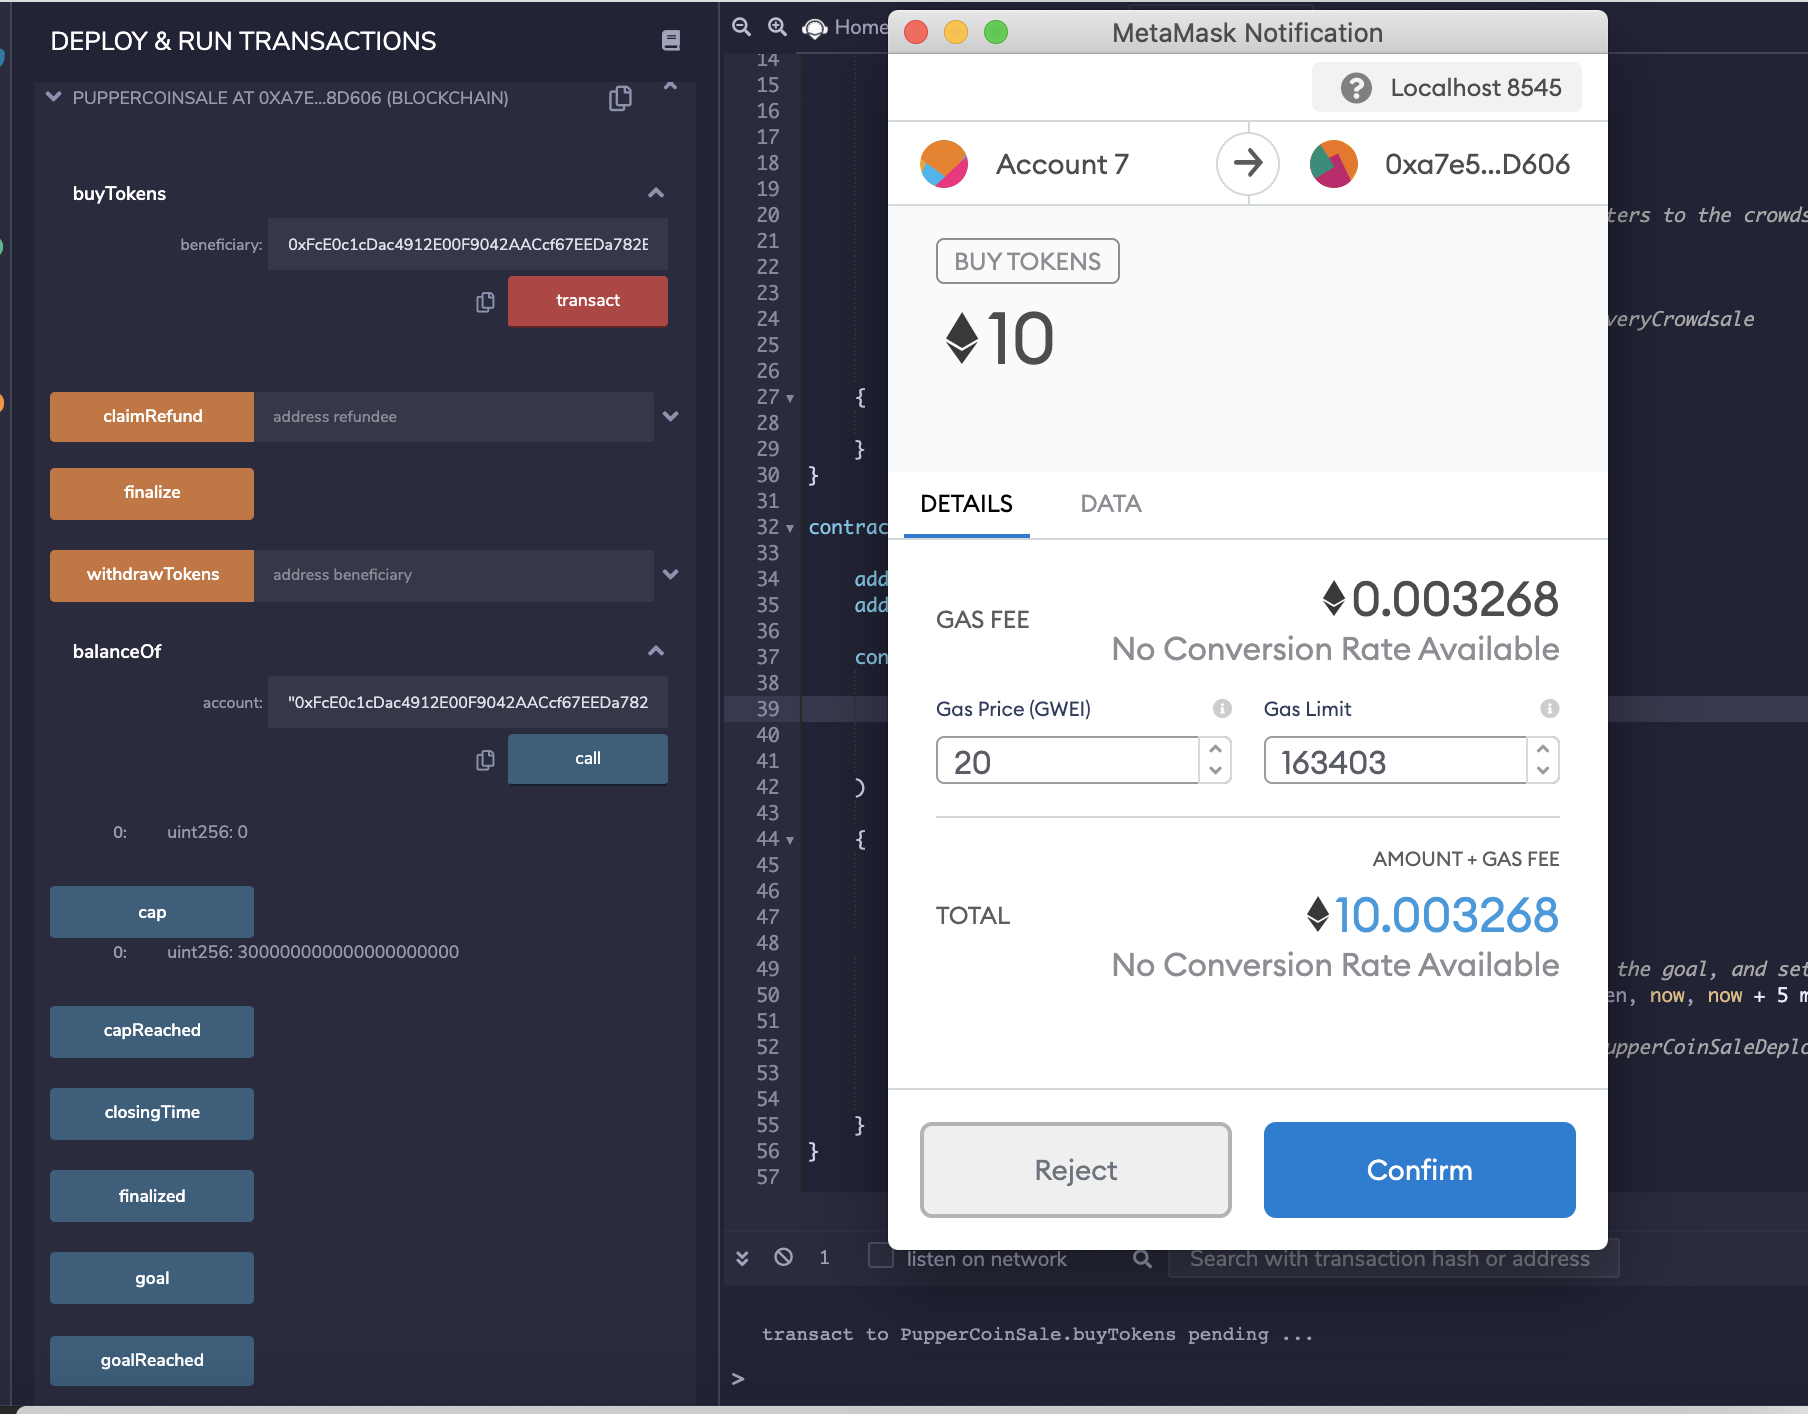 DEPLOY & RUN TRANSACTIONS
PUPPERCOINSALE AT 0XA7E...8D606 (BLOCKCHAIN)
buyTokens
beneficiary: 0xFcE0c1cDac4912E00F9042AACcf67EEDa782E
transact
claimRefund address refundee
finalize
withdrawTokens address beneficiary
balanceOf
account: "0xFcE0c1cDac4912E00F9042AACcf67EEDa782
call
0: uint256: 0
cap
0: uint256: 300000000000000000000
capReached
closingTime
finalized
goal
goalReached
Home
14
15
16
17
18
19
20 ters to the crowds
21
22
23
24 veryCrowdsale
25
26
27 {
28
29 }
30 }
31
32 contrac
33
34 add
35 add
36
37 con
38
39
40
41
42 )
43
44 {
45
46
47
48
49 the goal, and set
50 en, now, now + 5 m
51
52 upperCoinSaleDeplo
53
54
55 }
56 }
57
1 listen on network Search with transaction hash or address
transact to PupperCoinSale.buyTokens pending ...
>
MetaMask Notification
? Localhost 8545
Account 7 0xa7e5...D606
BUY TOKENS
10
DETAILS DATA
GAS FEE 0.003268
No Conversion Rate Available
Gas Price (GWEI) Gas Limit
20 163403
AMOUNT + GAS FEE
TOTAL 10.003268
No Conversion Rate Available
Reject Confirm